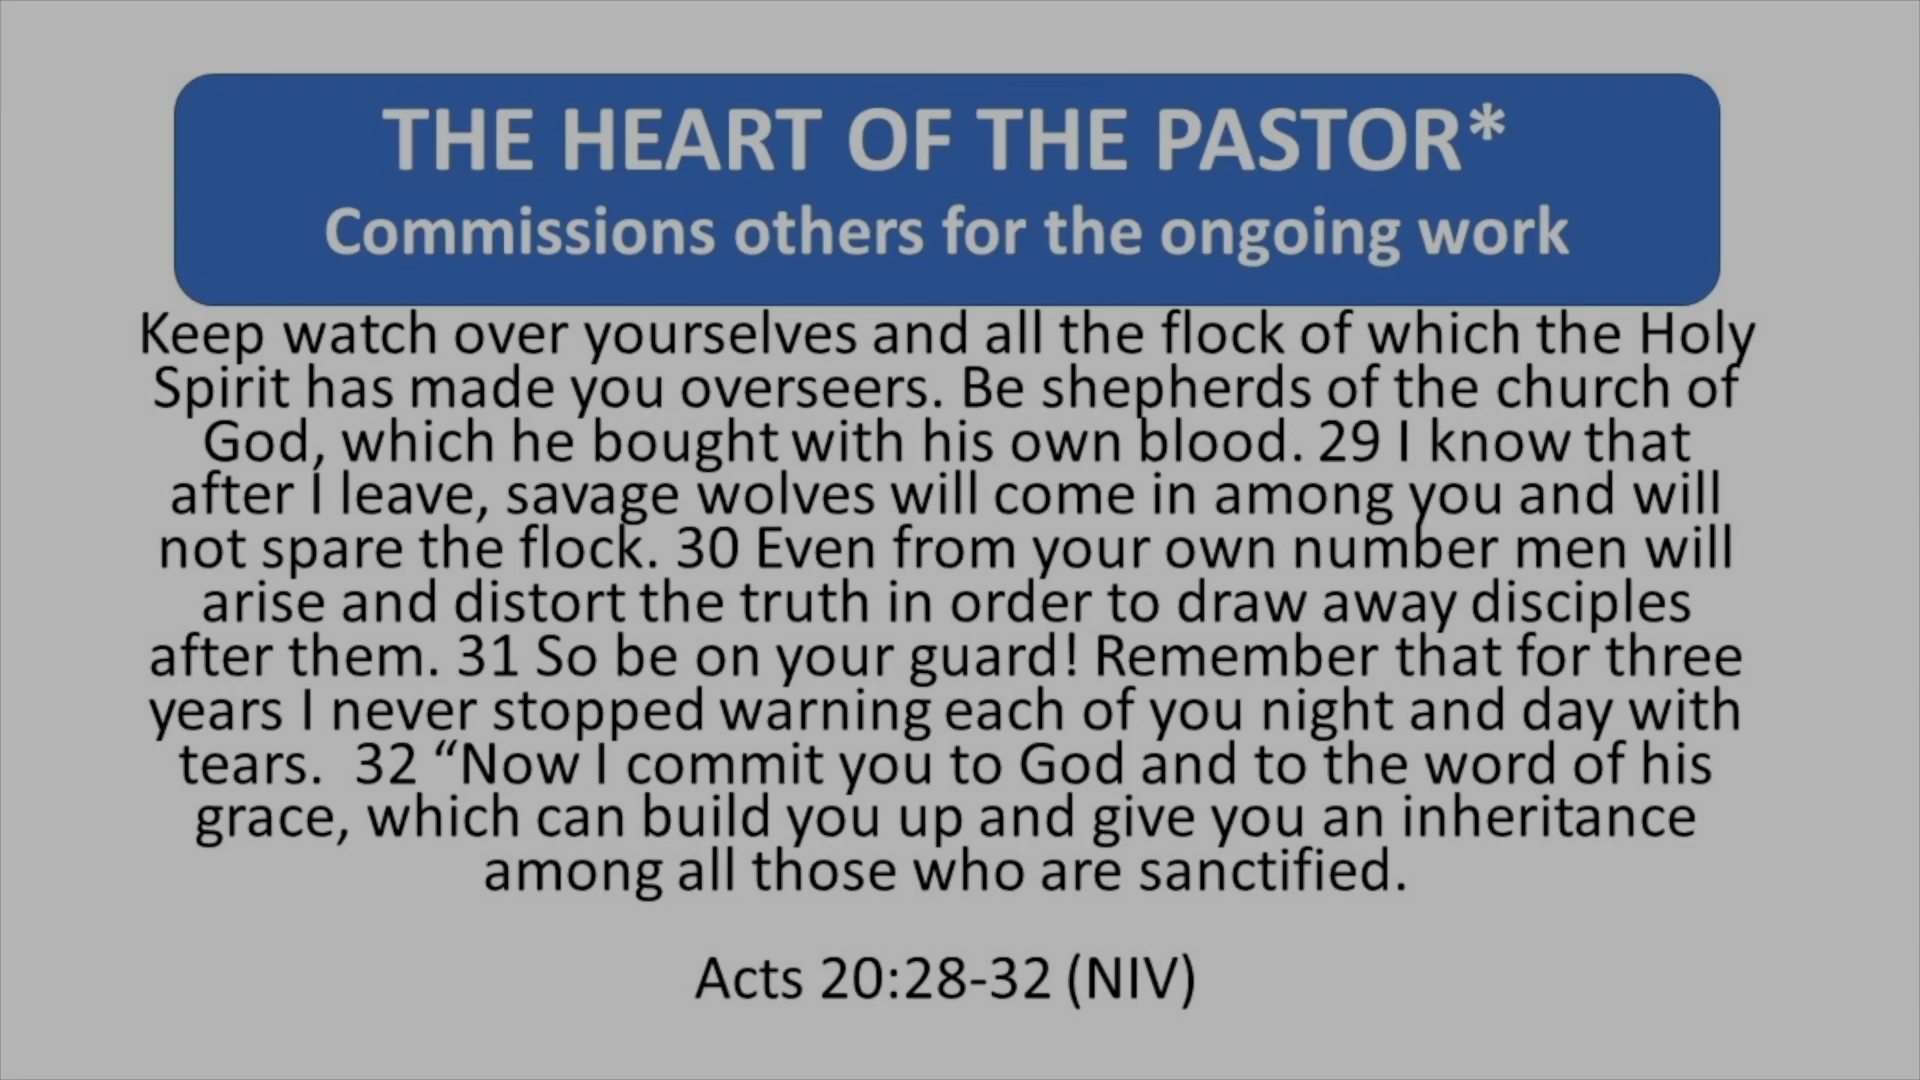 THE HEART OF THE PASTOR*
Commissions others for the ongoing work
Keep watch over yourselves and all the flock of which the Holy
Spirit has made you overseers. Be shepherds of the church of
God, which he bought with his own blood. 29 I know that
after I leave, savage wolves will come in among you and will
not spare the flock. 30 Even from your own number men will
arise and distort the truth in order to draw away disciples
after them. 31 So be on your guard! Remember that for three
years I never stopped warning each of you night and day with
tears.  32 “Now I commit you to God and to the word of his
grace, which can build you up and give you an inheritance
among all those who are sanctified.
Acts 20:28-32 (NIV)